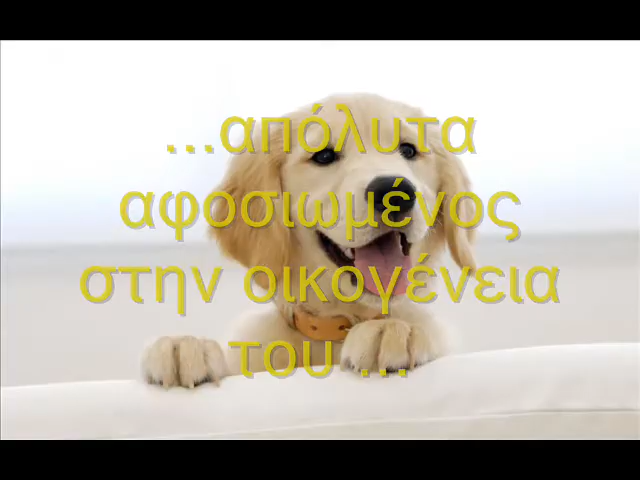 ...απόλυτα
αφοσιωμένος
στην οικογένεια
του ...